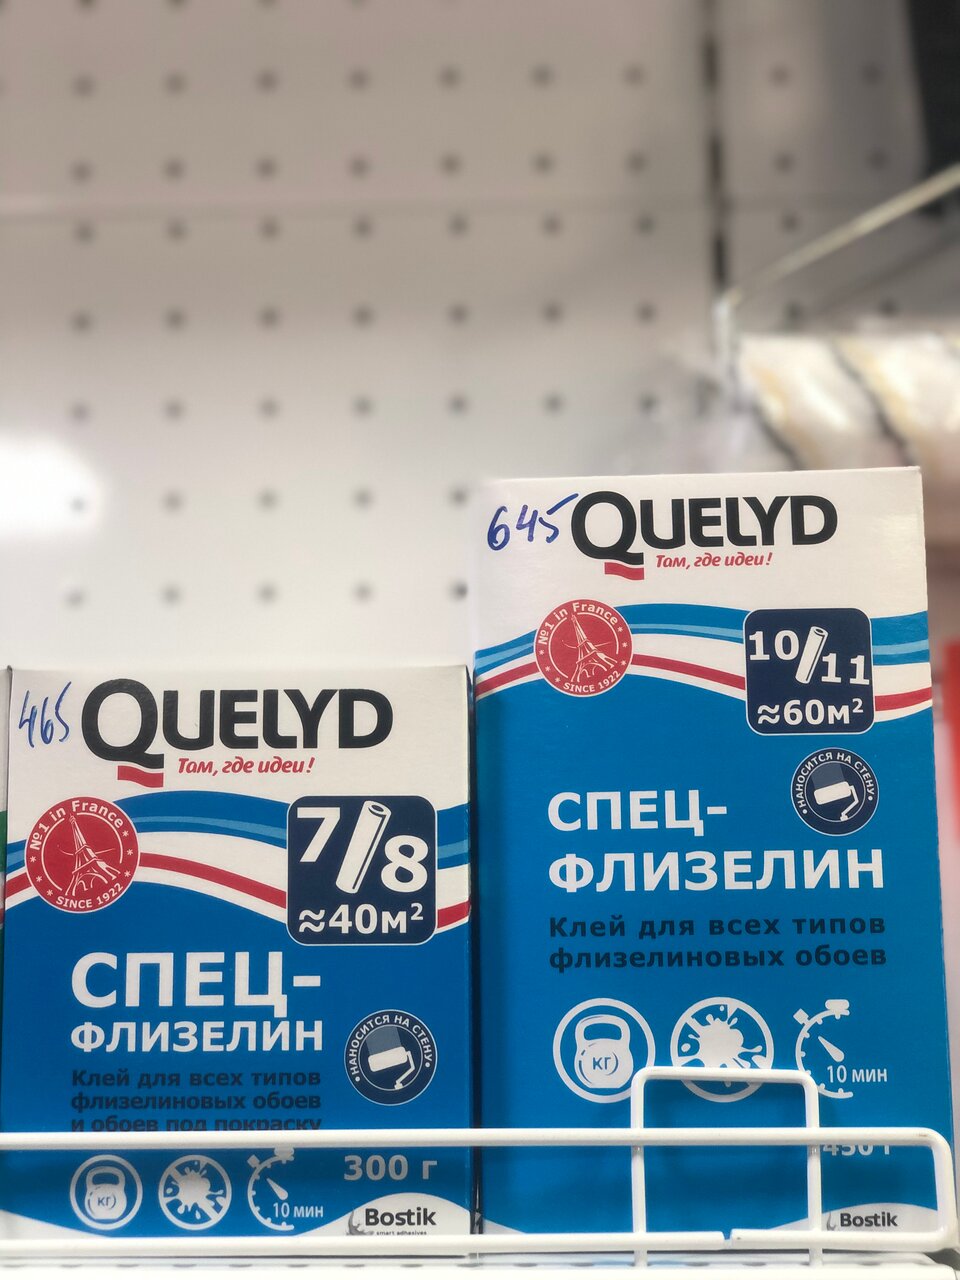 465
QUELYD
Там, где идеи!
№1 in France
SINCE 1922
7/8
≈40м²
СПЕЦ-
ФЛИЗЕЛИН
НАНОСИТСЯ НА СТЕНУ
Клей для всех типов
флизелиновых обоев
и обоев под покраску
кг
10 мин
300 г
Bostik
smart adhesives
645
QUELYD
Там, где идеи!
№1 in France
SINCE 1922
10/11
≈60м²
НАНОСИТСЯ НА СТЕНУ
СПЕЦ-
ФЛИЗЕЛИН
Клей для всех типов
флизелиновых обоев
кг
10 мин
450 г
Bostik